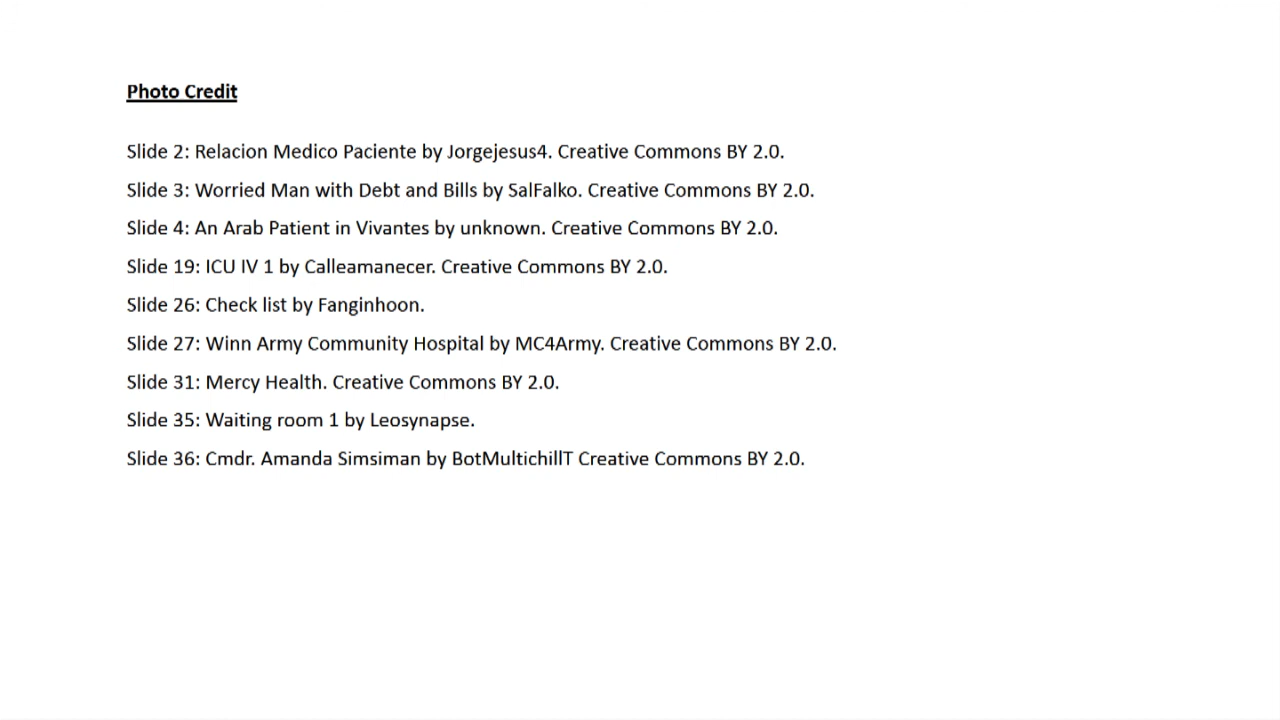 Photo Credit
Slide 2: Relacion Medico Paciente by Jorgejesus4. Creative Commons BY 2.0.
Slide 3: Worried Man with Debt and Bills by SalFalko. Creative Commons BY 2.0.
Slide 4: An Arab Patient in Vivantes by unknown. Creative Commons BY 2.0.
Slide 19: ICU IV 1 by Calleamanecer. Creative Commons BY 2.0.
Slide 26: Check list by Fanginhoon.
Slide 27: Winn Army Community Hospital by MC4Army. Creative Commons BY 2.0.
Slide 31: Mercy Health. Creative Commons BY 2.0.
Slide 35: Waiting room 1 by Leosynapse.
Slide 36: Cmdr. Amanda Simsiman by BotMultichillT Creative Commons BY 2.0.